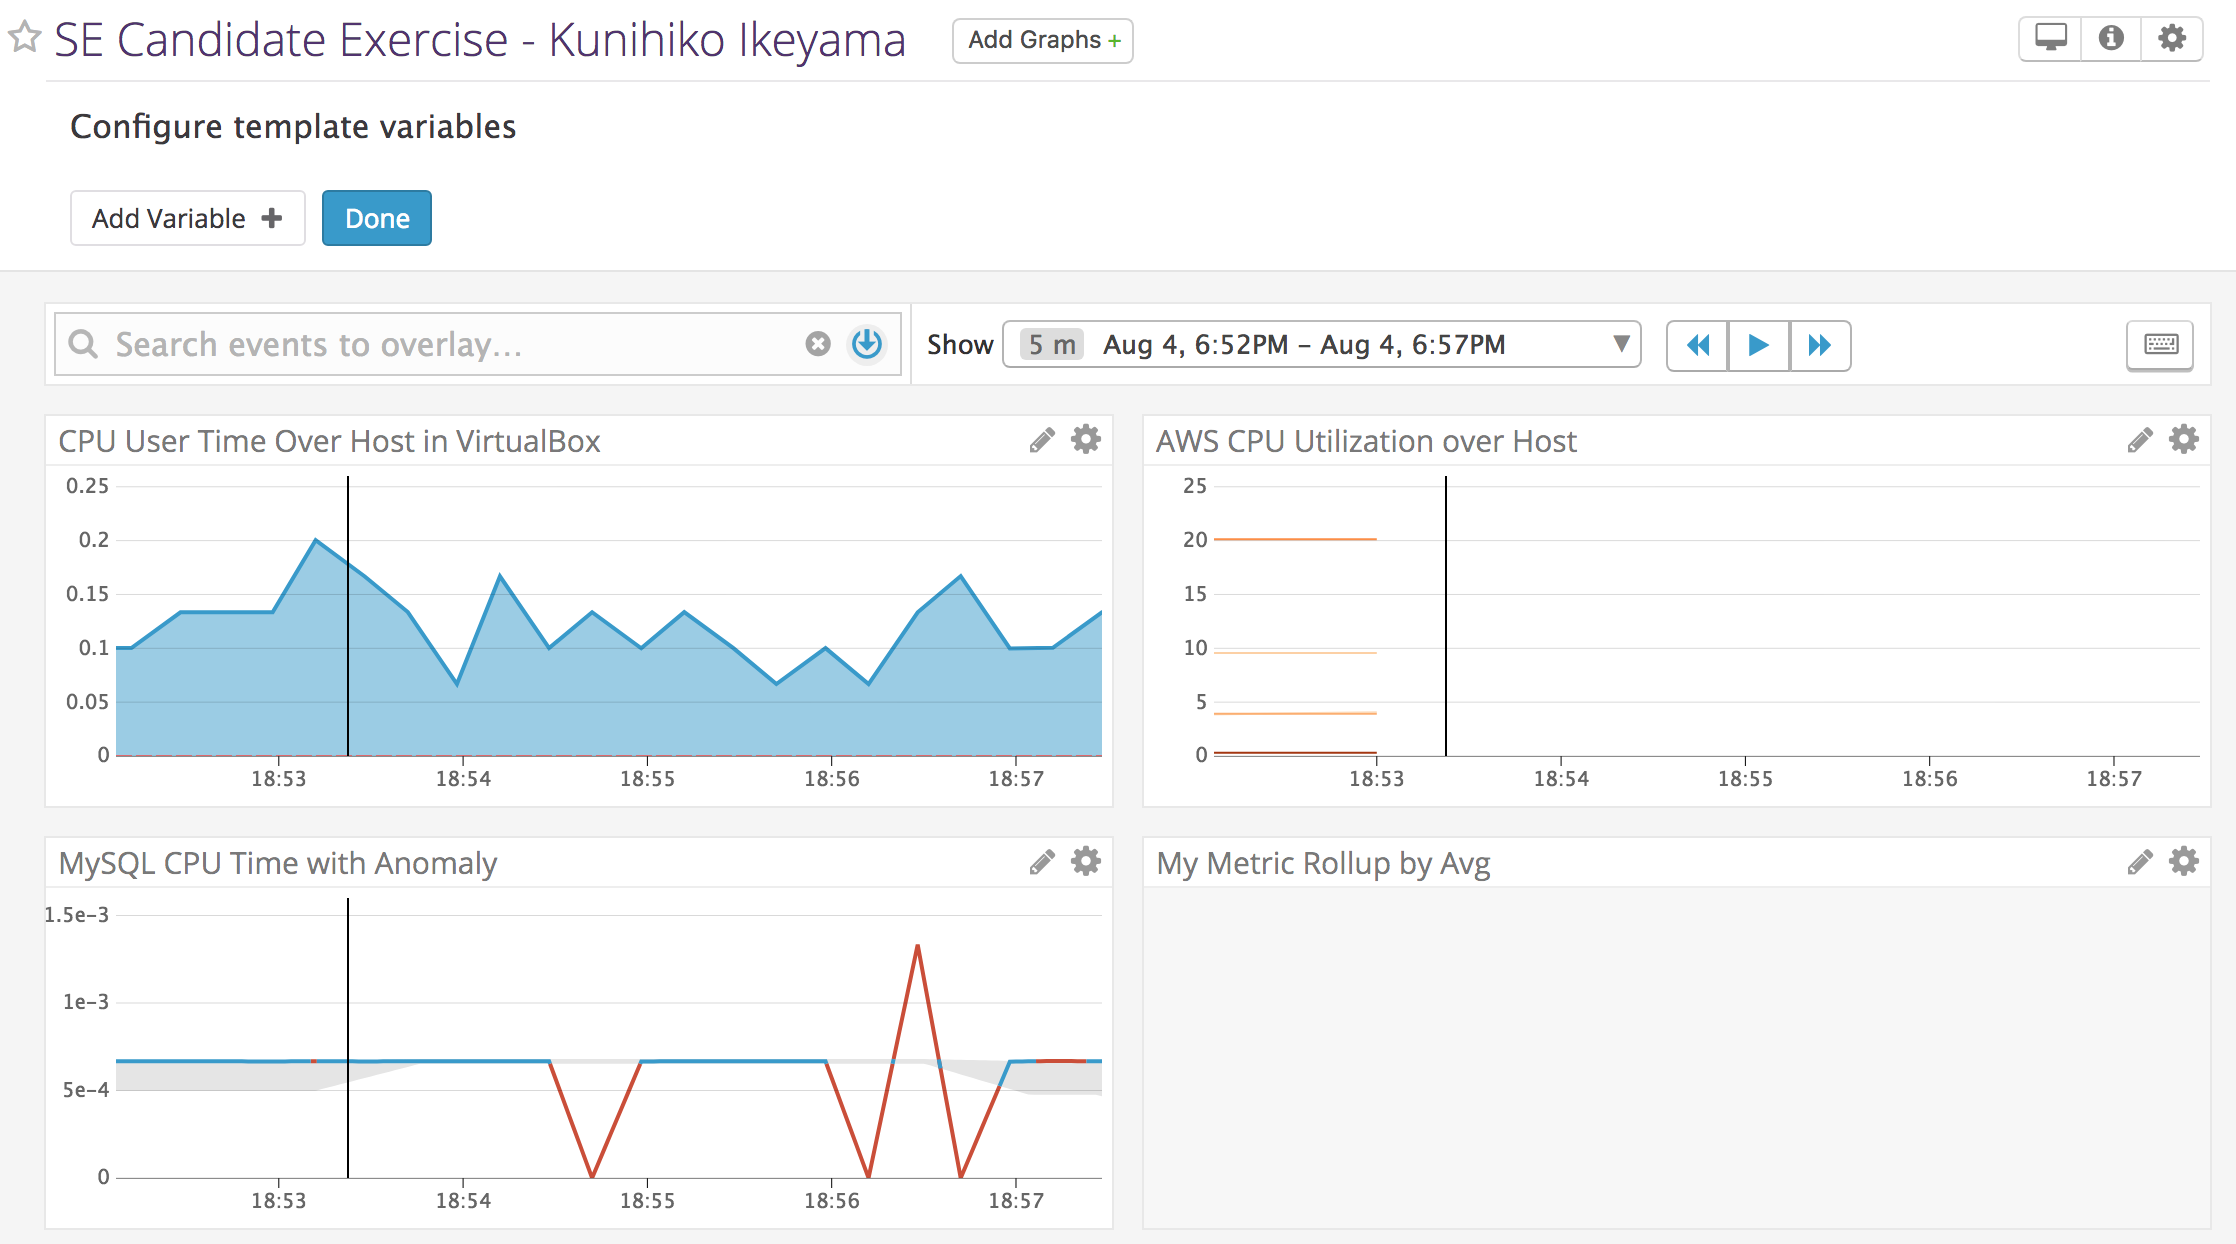 SE Candidate Exercise - Kunihiko Ikeyama
Add Graphs +
Configure template variables
Add Variable +
Done
Search events to overlay...
Show 5 m Aug 4, 6:52PM – Aug 4, 6:57PM
CPU User Time Over Host in VirtualBox
0.25
0.2
0.15
0.1
0.05
0
18:53 18:54 18:55 18:56 18:57
AWS CPU Utilization over Host
25
20
15
10
5
0
18:53 18:54 18:55 18:56 18:57
MySQL CPU Time with Anomaly
1.5e-3
1e-3
5e-4
0
18:53 18:54 18:55 18:56 18:57
My Metric Rollup by Avg